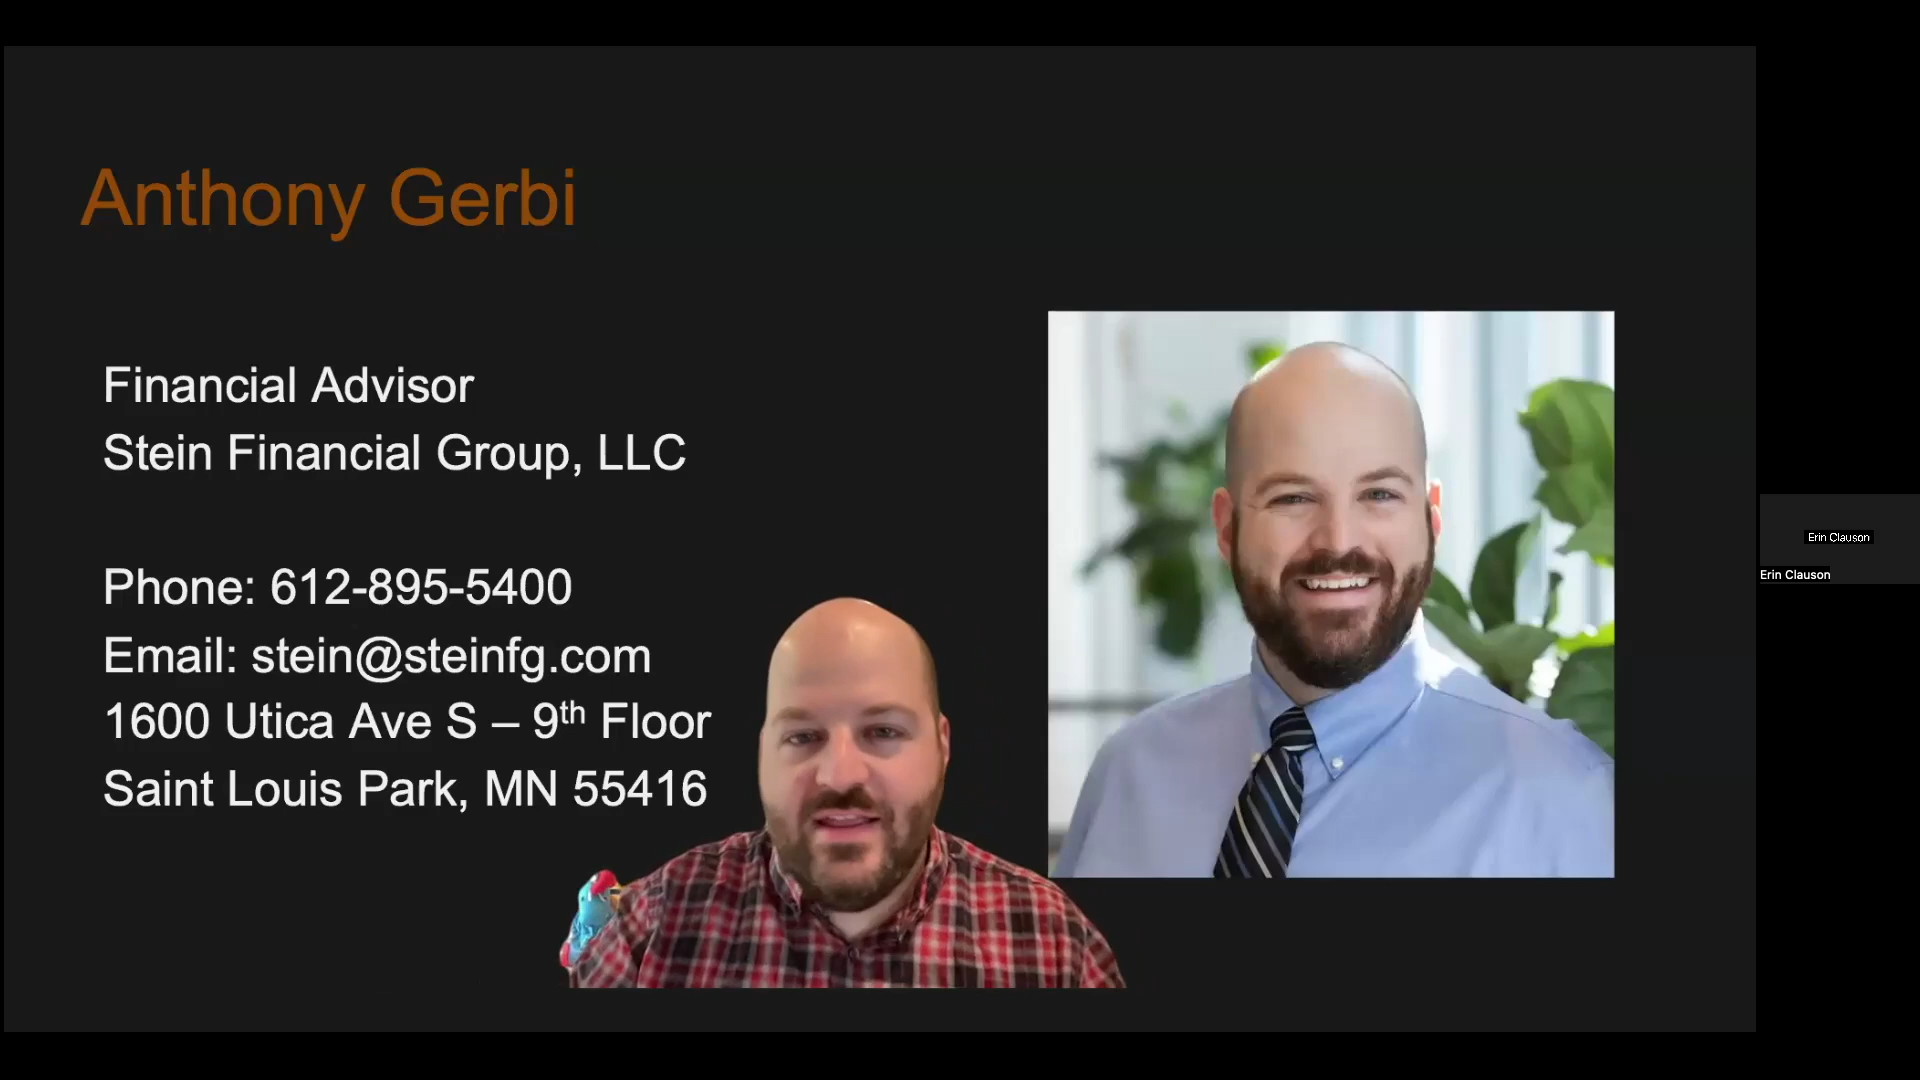 Anthony Gerbi
Financial Advisor
Stein Financial Group, LLC
Phone: 612-895-5400
Email: stein@steinfg.com
1600 Utica Ave S – 9th Floor
Saint Louis Park, MN 55416
Erin Clauson
Erin Clauson